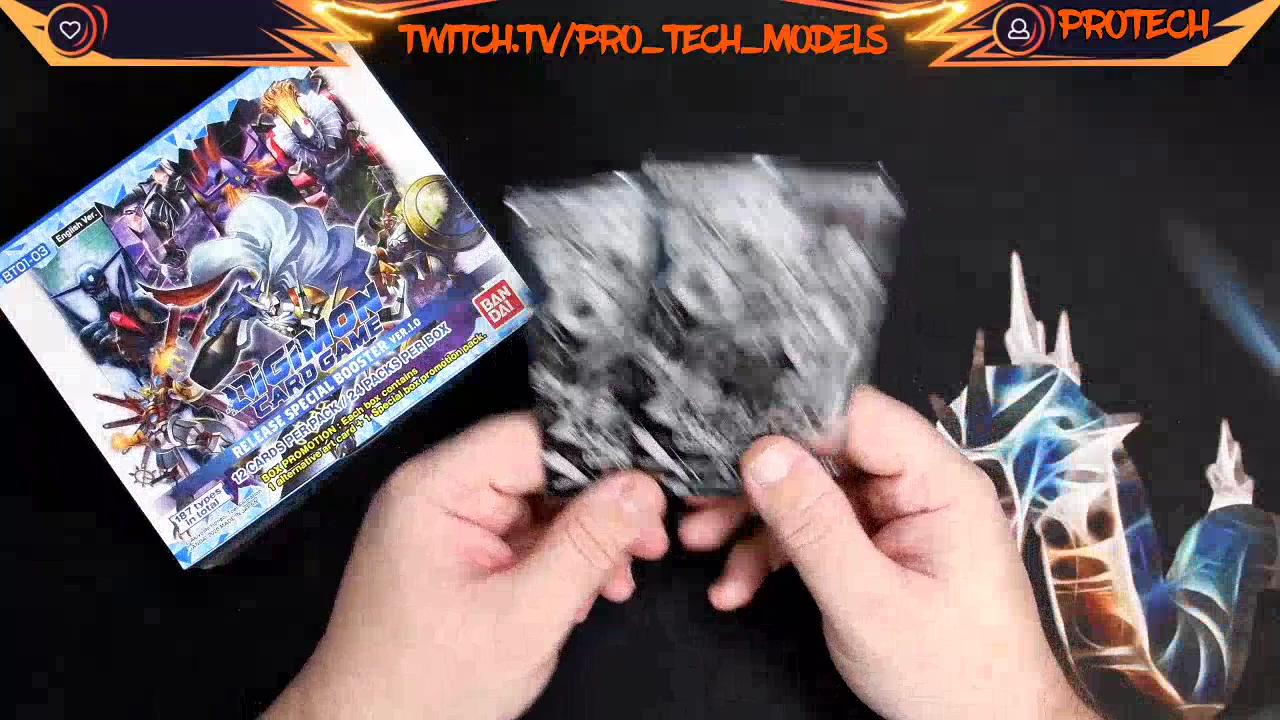 TWITCH.TV/PRO_TECH_MODELS
PROTECH
BT01-03
English Ver.
BAN
DAI
DIGIMON
CARD GAME
RELEASE SPECIAL BOOSTER VER.1.0
12 CARDS PER PACK / 24 PACKS PER BOX
BOX PROMOTION : Each box contains
1 alternative art card + 1 Special box promotion pack.
187 types
in total